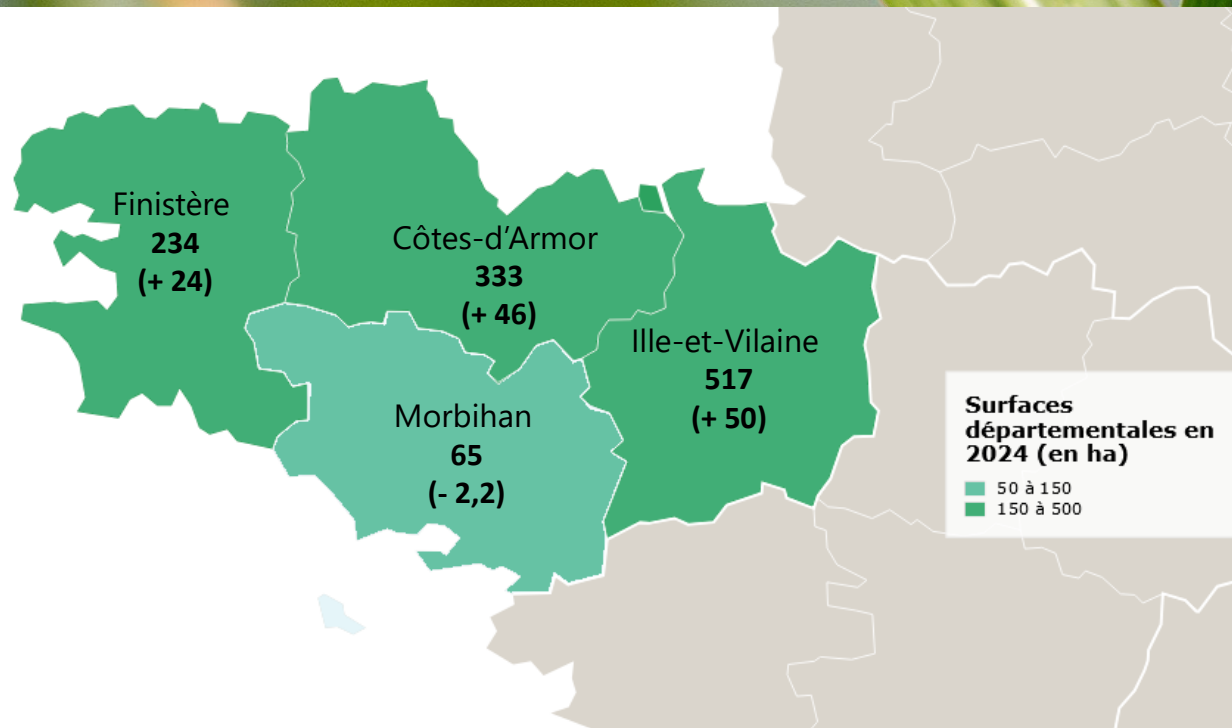 Finistère
234
(+ 24)
Côtes-d'Armor
333
(+ 46)
Ille-et-Vilaine
517
(+ 50)
Morbihan
65
(- 2,2)
Surfaces
départementales en
2024 (en ha)
50 à 150
150 à 500